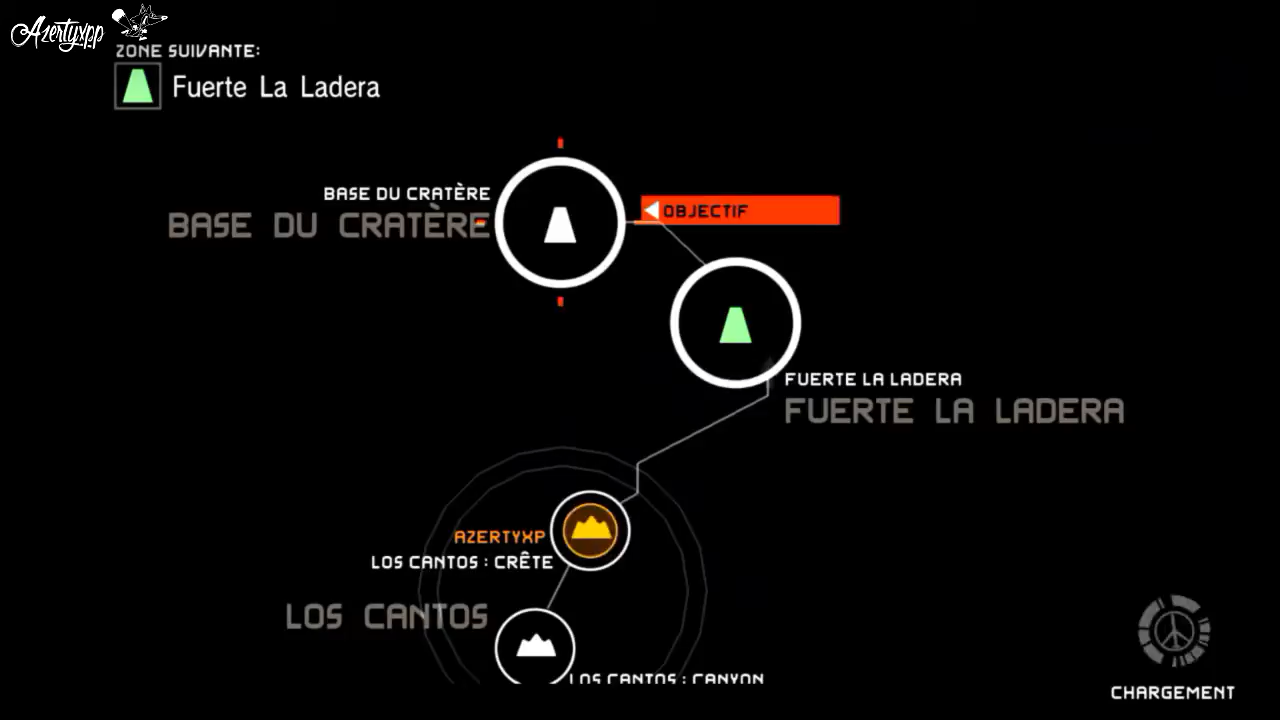 Azertyxpp
ZONE SUIVANTE:
Fuerte La Ladera
BASE DU CRATÈRE
BASE DU CRATÈRE
OBJECTIF
FUERTE LA LADERA
FUERTE LA LADERA
AZERTYXP
LOS CANTOS : CRÊTE
LOS CANTOS
LOS CANTOS : CANYON
CHARGEMENT